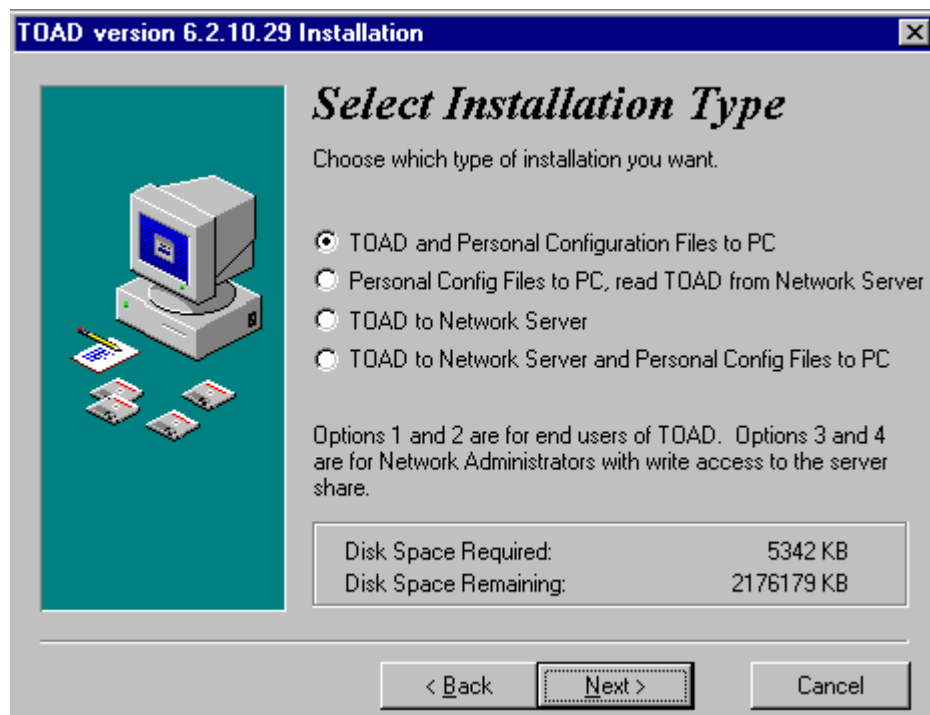 TOAD version 6.2.10.29 Installation
Select Installation Type
Choose which type of installation you want.
TOAD and Personal Configuration Files to PC
Personal Config Files to PC, read TOAD from Network Server
TOAD to Network Server
TOAD to Network Server and Personal Config Files to PC
Options 1 and 2 are for end users of TOAD. Options 3 and 4
are for Network Administrators with write access to the server
share.
Disk Space Required: 5342 KB
Disk Space Remaining: 2176179 KB
< Back Next > Cancel